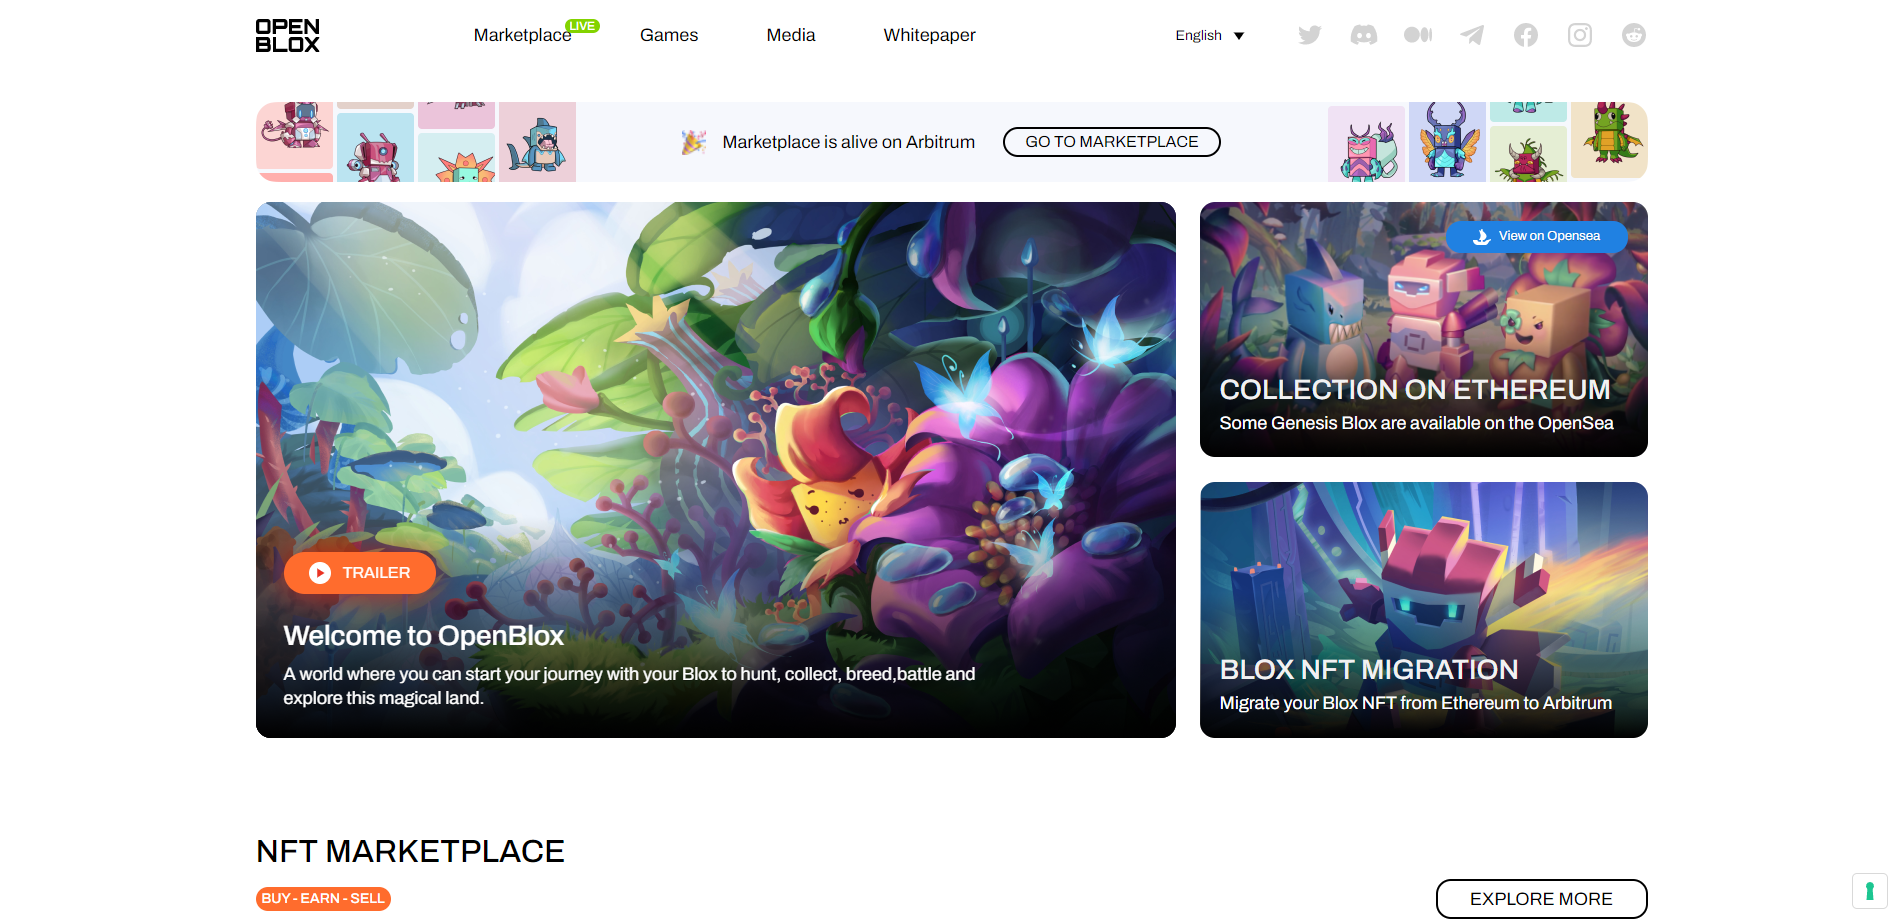 OPEN
BLOX
Marketplace LIVE
Games
Media
Whitepaper
English
Marketplace is alive on Arbitrum
GO TO MARKETPLACE
View on Opensea
COLLECTION ON ETHEREUM
Some Genesis Blox are available on the OpenSea
TRAILER
Welcome to OpenBlox
A world where you can start your journey with your Blox to hunt, collect, breed,battle and
explore this magical land.
BLOX NFT MIGRATION
Migrate your Blox NFT from Ethereum to Arbitrum
NFT MARKETPLACE
BUY - EARN - SELL
EXPLORE MORE